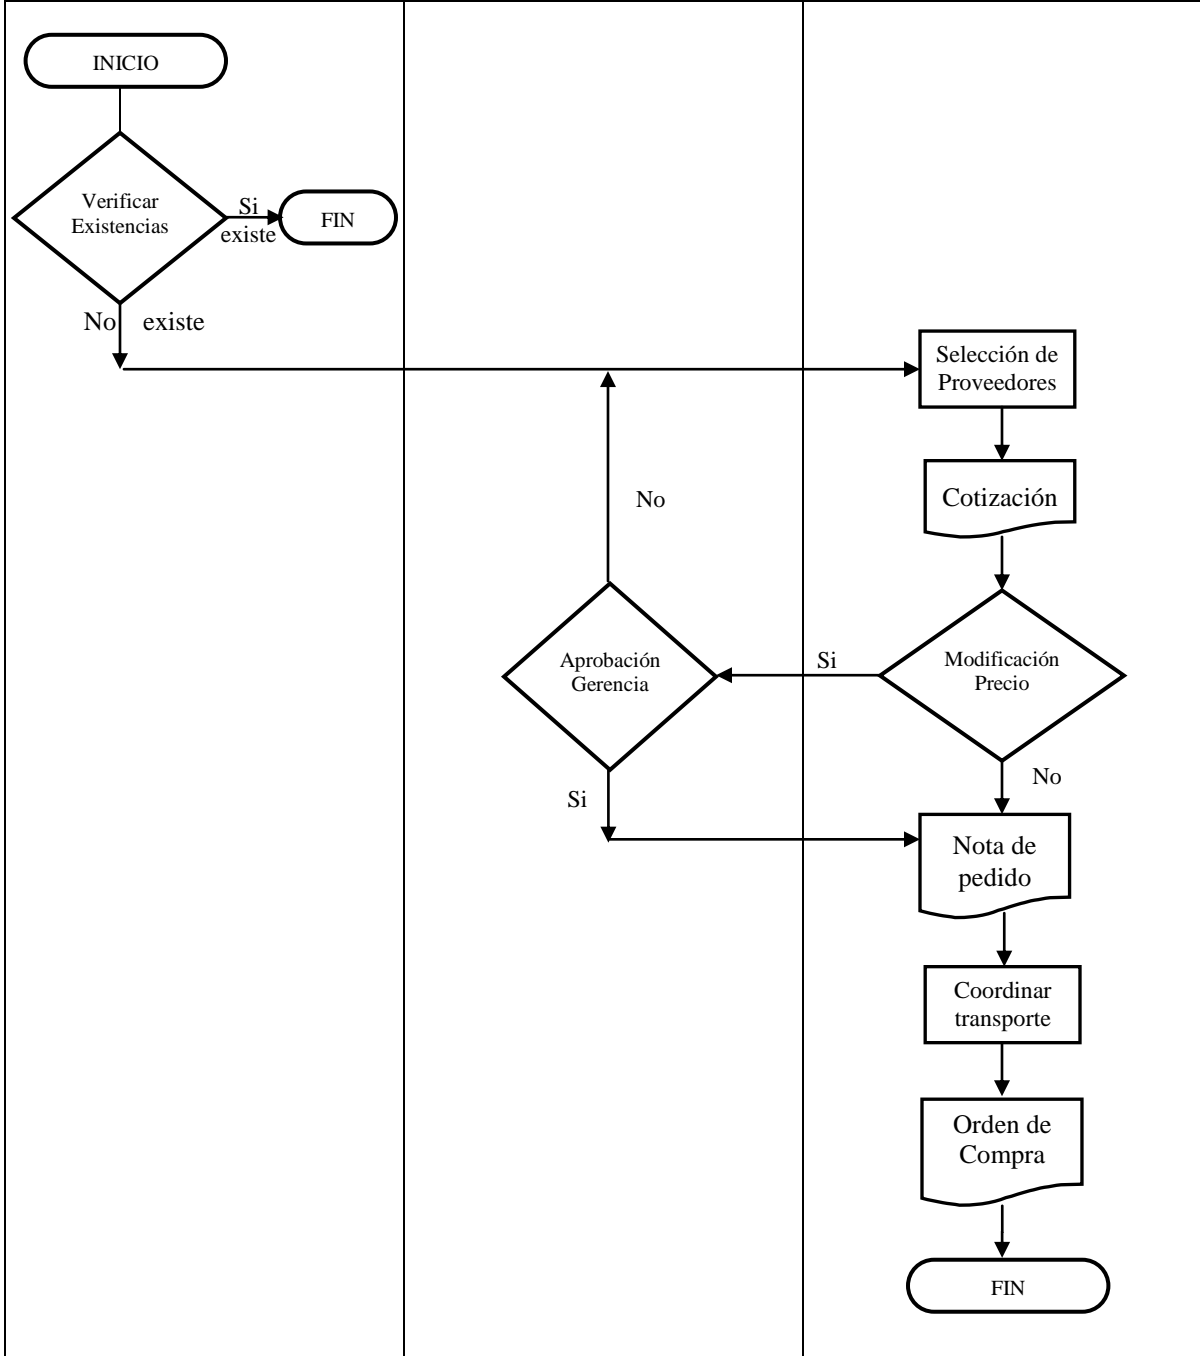 INICIO
Verificar
Existencias
Si
existe
FIN
No existe
Selección de
Proveedores
Cotización
No
Aprobación
Gerencia
Si
Modificación
Precio
No
Si
Nota de
pedido
Coordinar
transporte
Orden de
Compra
FIN